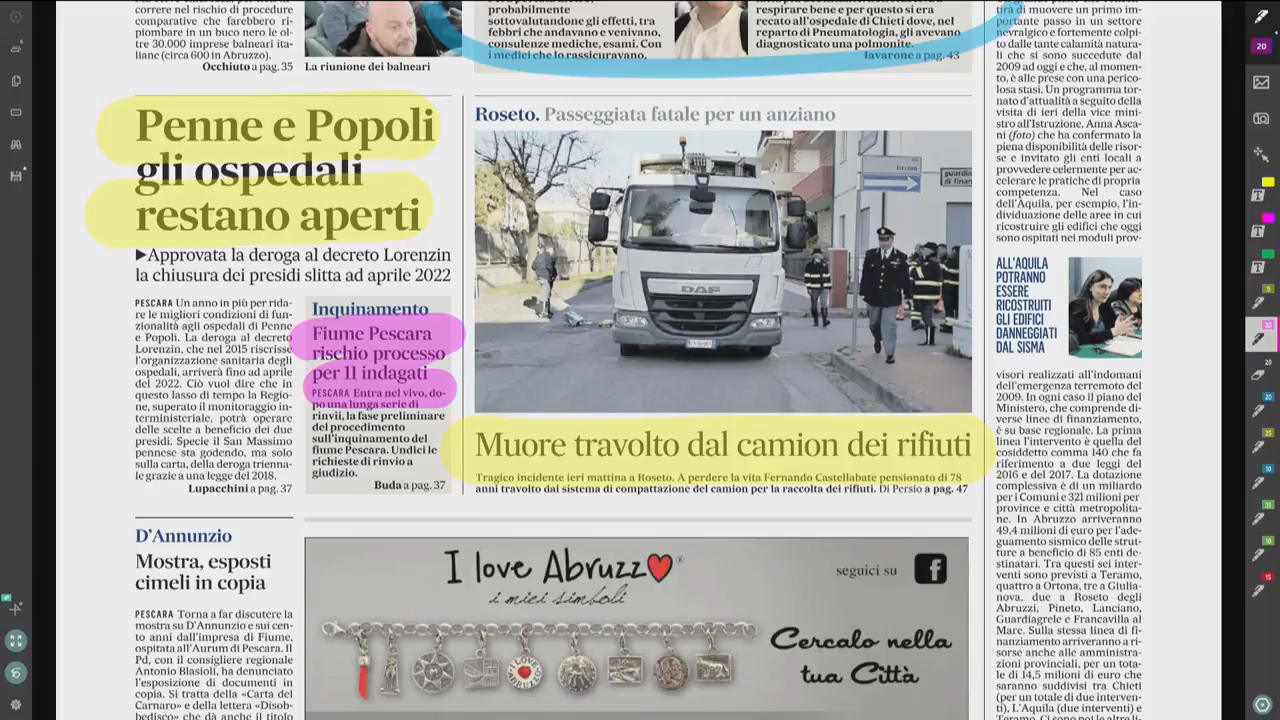 ricchito in procedure
comparative che farebbero ri-
piombare in un buco nero le ol-
tre 30.000 imprese balneari ita-
liane (circa 600 in Abruzzo).
Occhiuto a pag. 35
La riunione dei balneari
probabilmente
sottovalutandone gli effetti, tra
febbri che andavano e venivano,
consulenze mediche, esami. Con
i medici che lo rassicuravano,
respirare bene e per questo si era
recato all'ospedale di Chieti dove, nel
reparto di Pneumatologia, gli avevano
diagnosticato una polmonite.
Iavarone a pag. 43
Penne e Popoli
gli ospedali
restano aperti
▶Approvata la deroga al decreto Lorenzin
la chiusura dei presidi slitta ad aprile 2022
PESCARA Un anno in più per rida-
re le migliori condizioni di fun-
zionalità agli ospedali di Penne
e Popoli. La deroga al decreto
Lorenzin, che nel 2015 riscrisse
l'organizzazione sanitaria degli
ospedali, arriverà fino ad aprile
del 2022. Ciò vuol dire che in
questo lasso di tempo la Regio-
ne, superato il monitoraggio in-
terministeriale, potrà operare
delle scelte a beneficio dei due
presidi. Specie il San Massimo
pennese sta godendo, ma solo
sulla carta, della deroga trienna-
le grazie a una legge del 2018.
Lupacchini a pag. 37
Inquinamento
Fiume Pescara
rischio processo
per 11 indagati
PESCARA Entra nel vivo, do-
po una lunga serie di
rinvii, la fase preliminare
del procedimento
sull'inquinamento del
fiume Pescara. Undici le
richieste di rinvio a
giudizio.
Buda a pag. 37
Roseto. Passeggiata fatale per un anziano
guardia
di finan
DAF
Muore travolto dal camion dei rifiuti
Tragico incidente ieri mattina a Roseto. A perdere la vita Fernando Castellabate pensionato di 78
anni travolto dal sistema di compattazione del camion per la raccolta dei rifiuti. Di Persio a pag. 47
D'Annunzio
Mostra, esposti
cimeli in copia
PESCARA Torna a far discutere la
mostra su D'Annunzio e sui cen-
to anni dall'impresa di Fiume,
ospitata all'Aurum di Pescara. Il
Pd, con il consigliere regionale
Antonio Blasioli, ha denunciato
l'esposizione di documenti in
copia. Si tratta della «Carta del
Carnaro» e della lettera «Disob-
bedisco» che dà anche il titolo
I love Abruzzo®
i miei simboli
seguici su
f
I LOVE
ABRUZZO
Cercalo nella
tua Città
tirà di muovere un primo im-
portante passo in un settore
nevralgico e fortemente colpi-
to dalle tante calamità natura-
li che si sono succedute dal
2009 ad oggi e che, al momen-
to, è alle prese con una perico-
losa stasi. Un programma tor-
nato d'attualità a seguito della
visita di ieri della vice mini-
stro all'Istruzione, Anna Asca-
ni (foto) che ha confermato la
piena disponibilità delle risor-
se e invitato gli enti locali a
provvedere celermente per ac-
celerare le pratiche di propria
competenza. Nel caso
dell'Aquila, per esempio, l'in-
dividuazione delle aree in cui
ricostruire gli edifici che oggi
sono ospitati nei moduli prov-
ALL'AQUILA
POTRANNO
ESSERE
RICOSTRUITI
GLI EDIFICI
DANNEGGIATI
DAL SISMA
visori realizzati all'indomani
dell'emergenza terremoto del
2009. In ogni caso il piano del
Ministero, che comprende di-
verse linee di finanziamento,
è su base regionale. La prima
linea l'intervento è quella del
cosiddetto comma 140 che fa
riferimento a due leggi del
2016 e del 2017. La dotazione
complessiva è di un miliardo
per i Comuni e 321 milioni per
province e città metropolita-
ne. In Abruzzo arriveranno
49,4 milioni di euro per l'ade-
guamento sismico delle strut-
ture a beneficio di 85 enti de-
stinatari. Tra questi sei inter-
venti sono previsti a Teramo,
quattro a Ortona, tre a Giulia-
nova, due a Roseto degli
Abruzzi, Pineto, Lanciano,
Guardiagrele e Francavilla al
Mare. Sulla stessa linea di fi-
nanziamento arriveranno a ri-
sorse anche alle amministra-
zioni provinciali, per un tota-
le di 14,5 milioni di euro che
saranno suddivisi tra Chieti
(per un totale di due interven-
ti), L'Aquila (due interventi) e
Teramo. Ci sono poi le altre li-